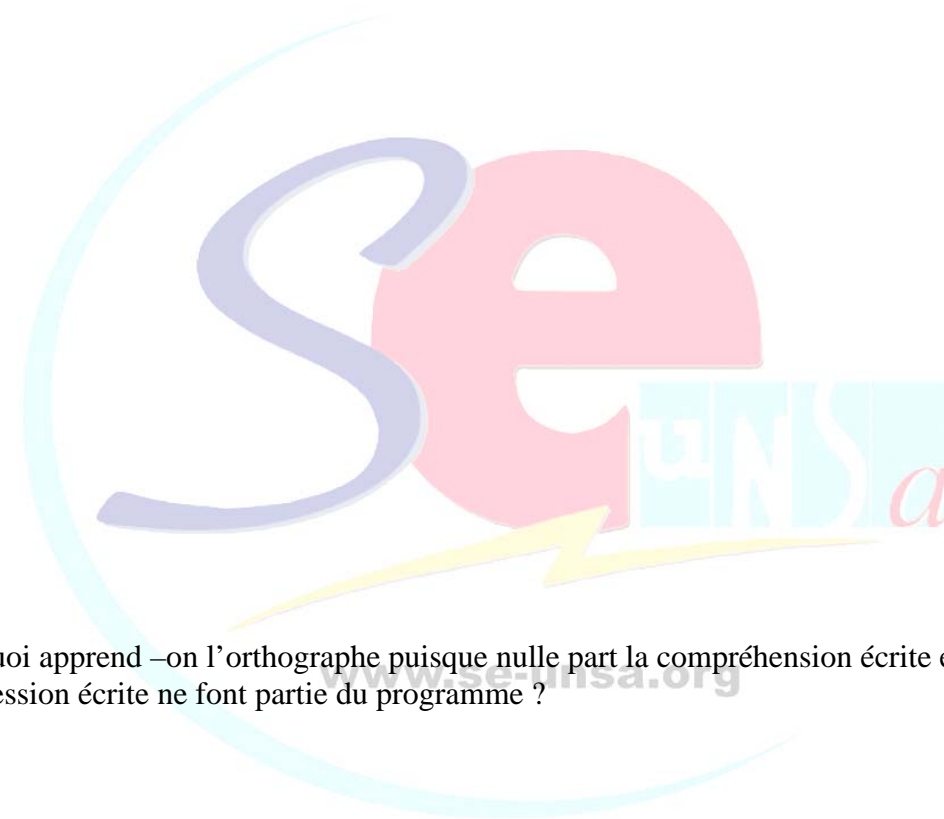 Se
uNSa
uoi apprend –on l’orthographe puisque nulle part la compréhension écrite e
www.se-unsa.org
ession écrite ne font partie du programme ?